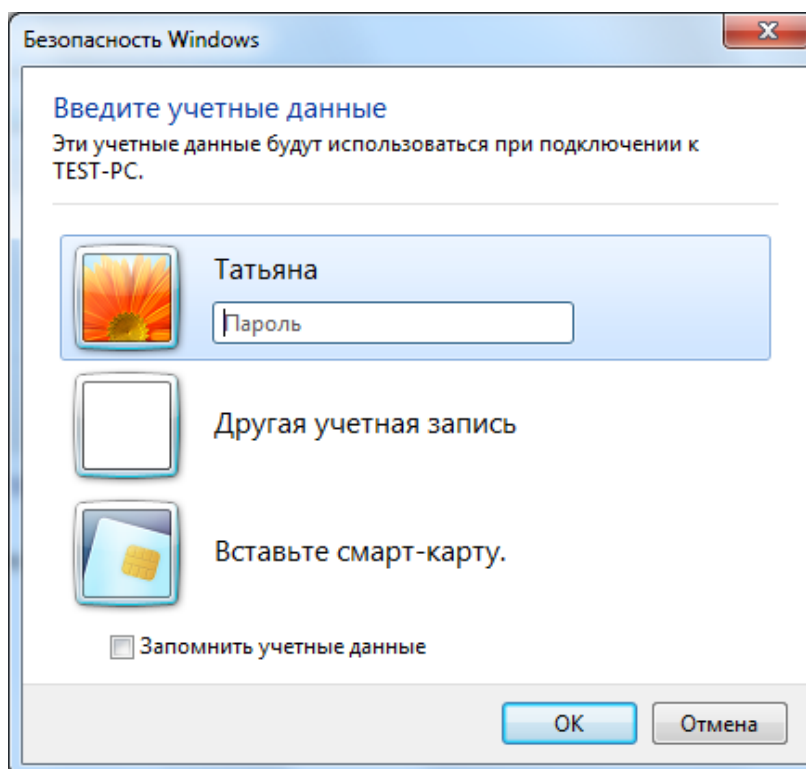 Безопасность Windows
Введите учетные данные
Эти учетные данные будут использоваться при подключении к
TEST-PC.
Татьяна
Пароль
Другая учетная запись
Вставьте смарт-карту.
Запомнить учетные данные
ОК
Отмена